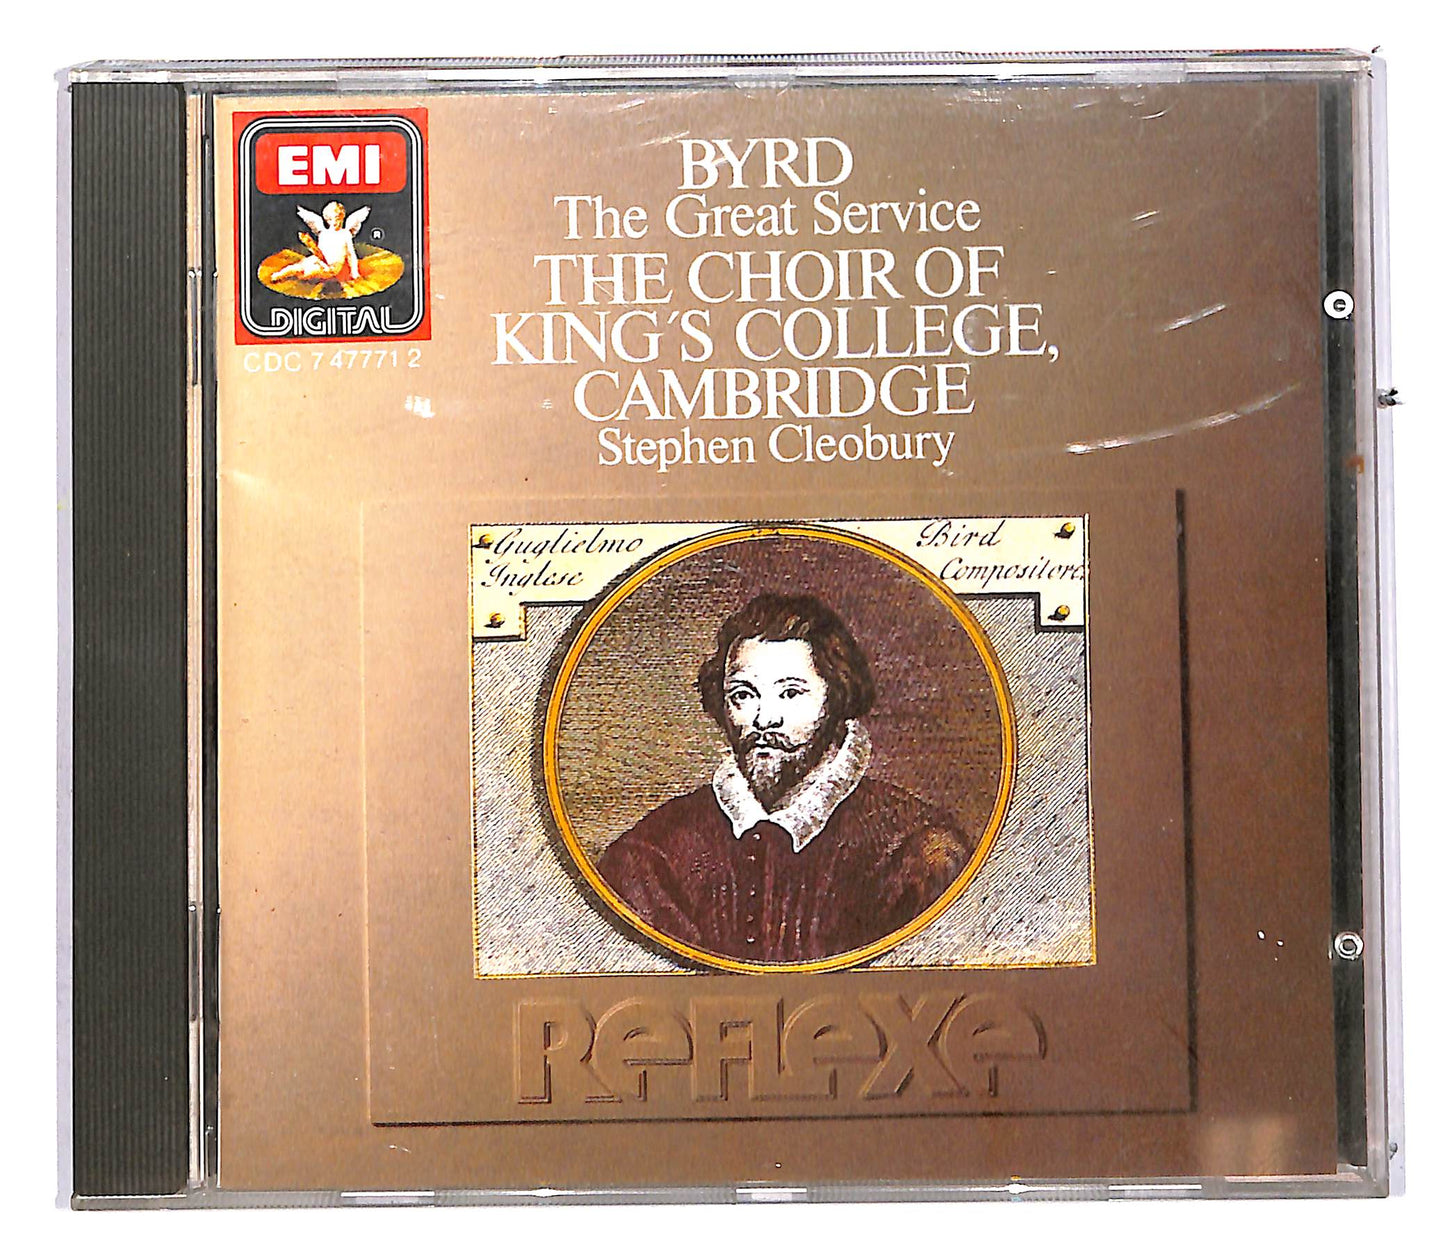 EMI
®
DIGITAL
CDC 7 47771 2
BYRD
The Great Service
THE CHOIR OF
KING'S COLLEGE,
CAMBRIDGE
Stephen Cleobury
Guglielmo Bird
Inglese Compositore
REFLEXE